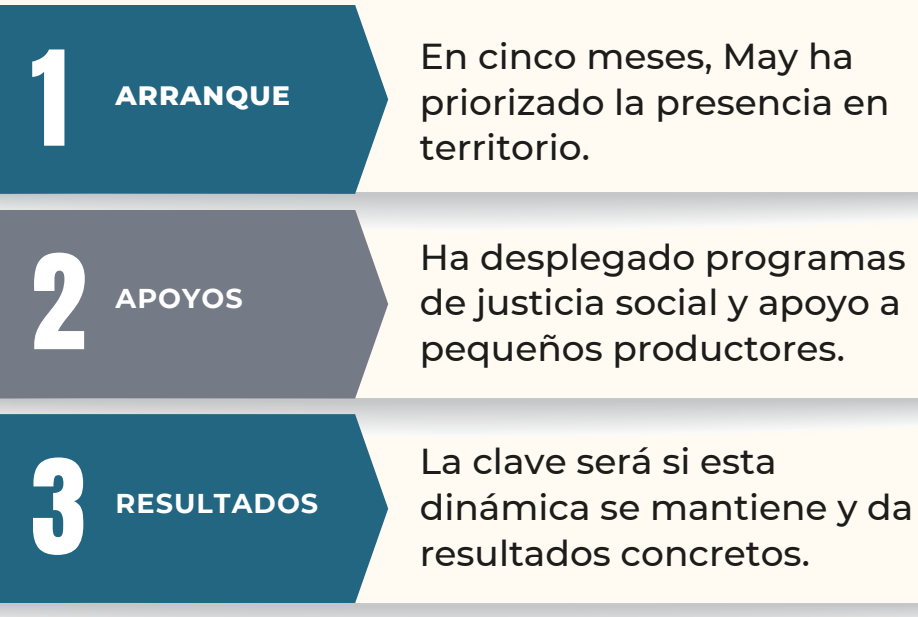 1
ARRANQUE
En cinco meses, May ha
priorizado la presencia en
territorio.
2
APOYOS
Ha desplegado programas
de justicia social y apoyo a
pequeños productores.
3
RESULTADOS
La clave será si esta
dinámica se mantiene y da
resultados concretos.